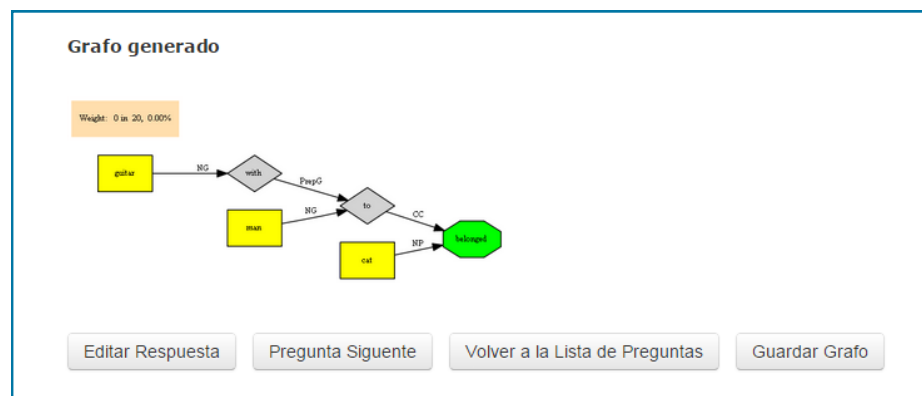 Grafo generado
Weight: 0 in 20, 0.00%
guitar
NG
with
PrepG
man
NG
to
CC
cat
NP
belonged
Editar Respuesta
Pregunta Siguente
Volver a la Lista de Preguntas
Guardar Grafo